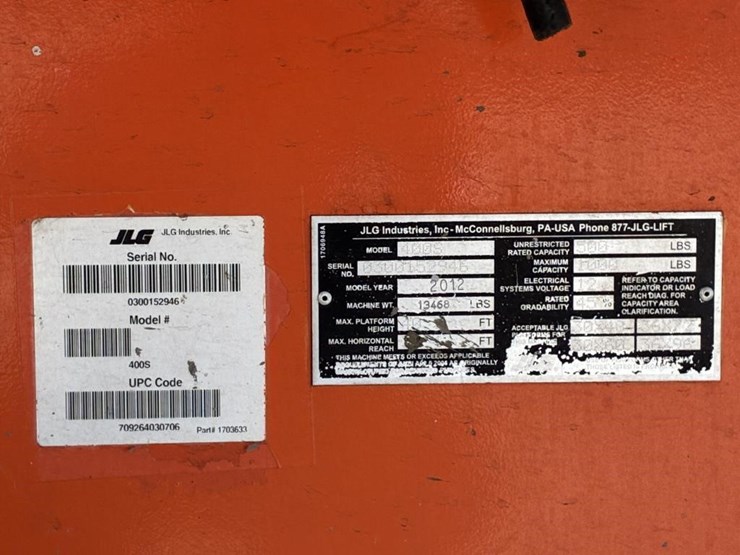 JLG JLG Industries, Inc.
Serial No.
0300152946
Model #
400S
UPC Code
709264030706 Part# 1703633
1706948A
JLG Industries, Inc - McConnellsburg, PA-USA Phone 877-JLG-LIFT
MODEL 400S
SERIAL NO. 0300152946
MODEL YEAR 2012
MACHINE WT. 13468 LBS
MAX. PLATFORM HEIGHT FT
MAX. HORIZONTAL REACH FT
UNRESTRICTED RATED CAPACITY LBS
MAXIMUM CAPACITY LBS
ELECTRICAL SYSTEMS VOLTAGE 12
RATED GRADABILITY 45 %
REFER TO CAPACITY
INDICATOR OR LOAD
REACH DIAG. FOR
CAPACITY AREA
CLARIFICATION.
ACCEPTABLE JLG
THIS MACHINE MEETS OR EXCEEDS APPLICABLE